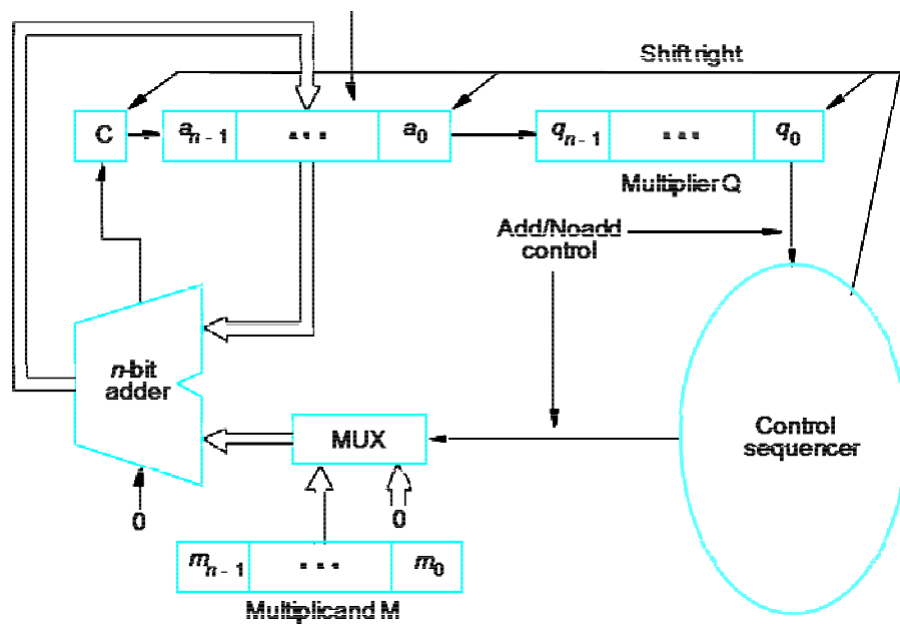 Shift right
C a_{n-1} ... a_0 q_{n-1} ... q_0
Multiplier Q
Add/Noadd
control
n-bit
adder
MUX
Control
sequencer
0
0
m_{n-1} ... m_0
Multiplicand M